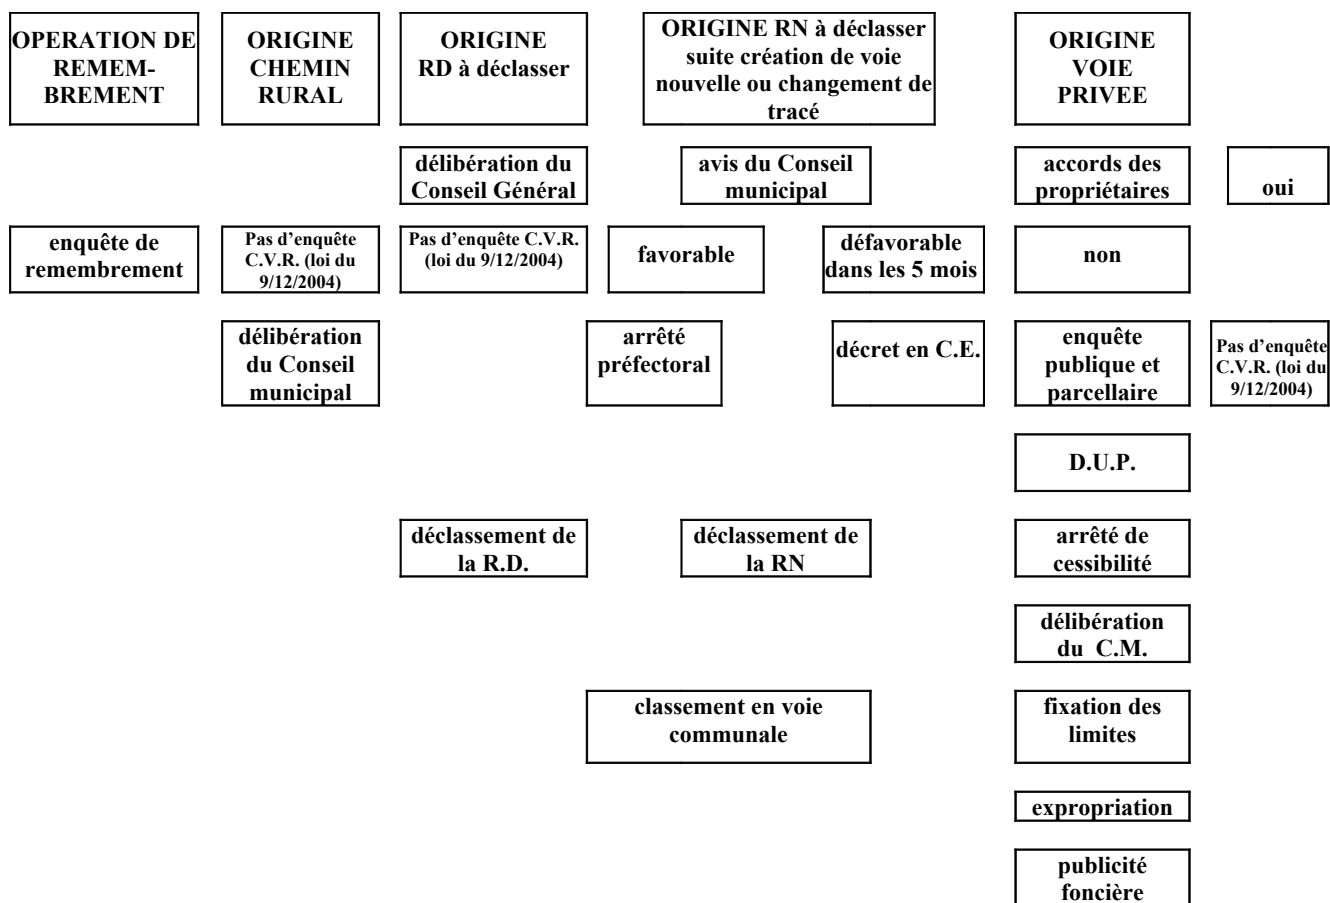 OPERATION DE
REMEM-
BREMENT
ORIGINE
CHEMIN
RURAL
ORIGINE
RD à déclasser
ORIGINE RN à déclasser
suite création de voie
nouvelle ou changement de
tracé
ORIGINE
VOIE
PRIVEE
délibération du
Conseil Général
avis du Conseil
municipal
accords des
propriétaires
oui
enquête de
remembrement
Pas d’enquête
C.V.R. (loi du
9/12/2004)
Pas d’enquête C.V.R.
(loi du 9/12/2004)
favorable
défavorable
dans les 5 mois
non
délibération
du Conseil
municipal
arrêté
préfectoral
décret en C.E.
enquête
publique et
parcellaire
Pas d’enquête
C.V.R. (loi du
9/12/2004)
D.U.P.
déclassement de
la R.D.
déclassement de
la RN
arrêté de
cessibilité
délibération
du C.M.
classement en voie
communale
fixation des
limites
expropriation
publicité
foncière